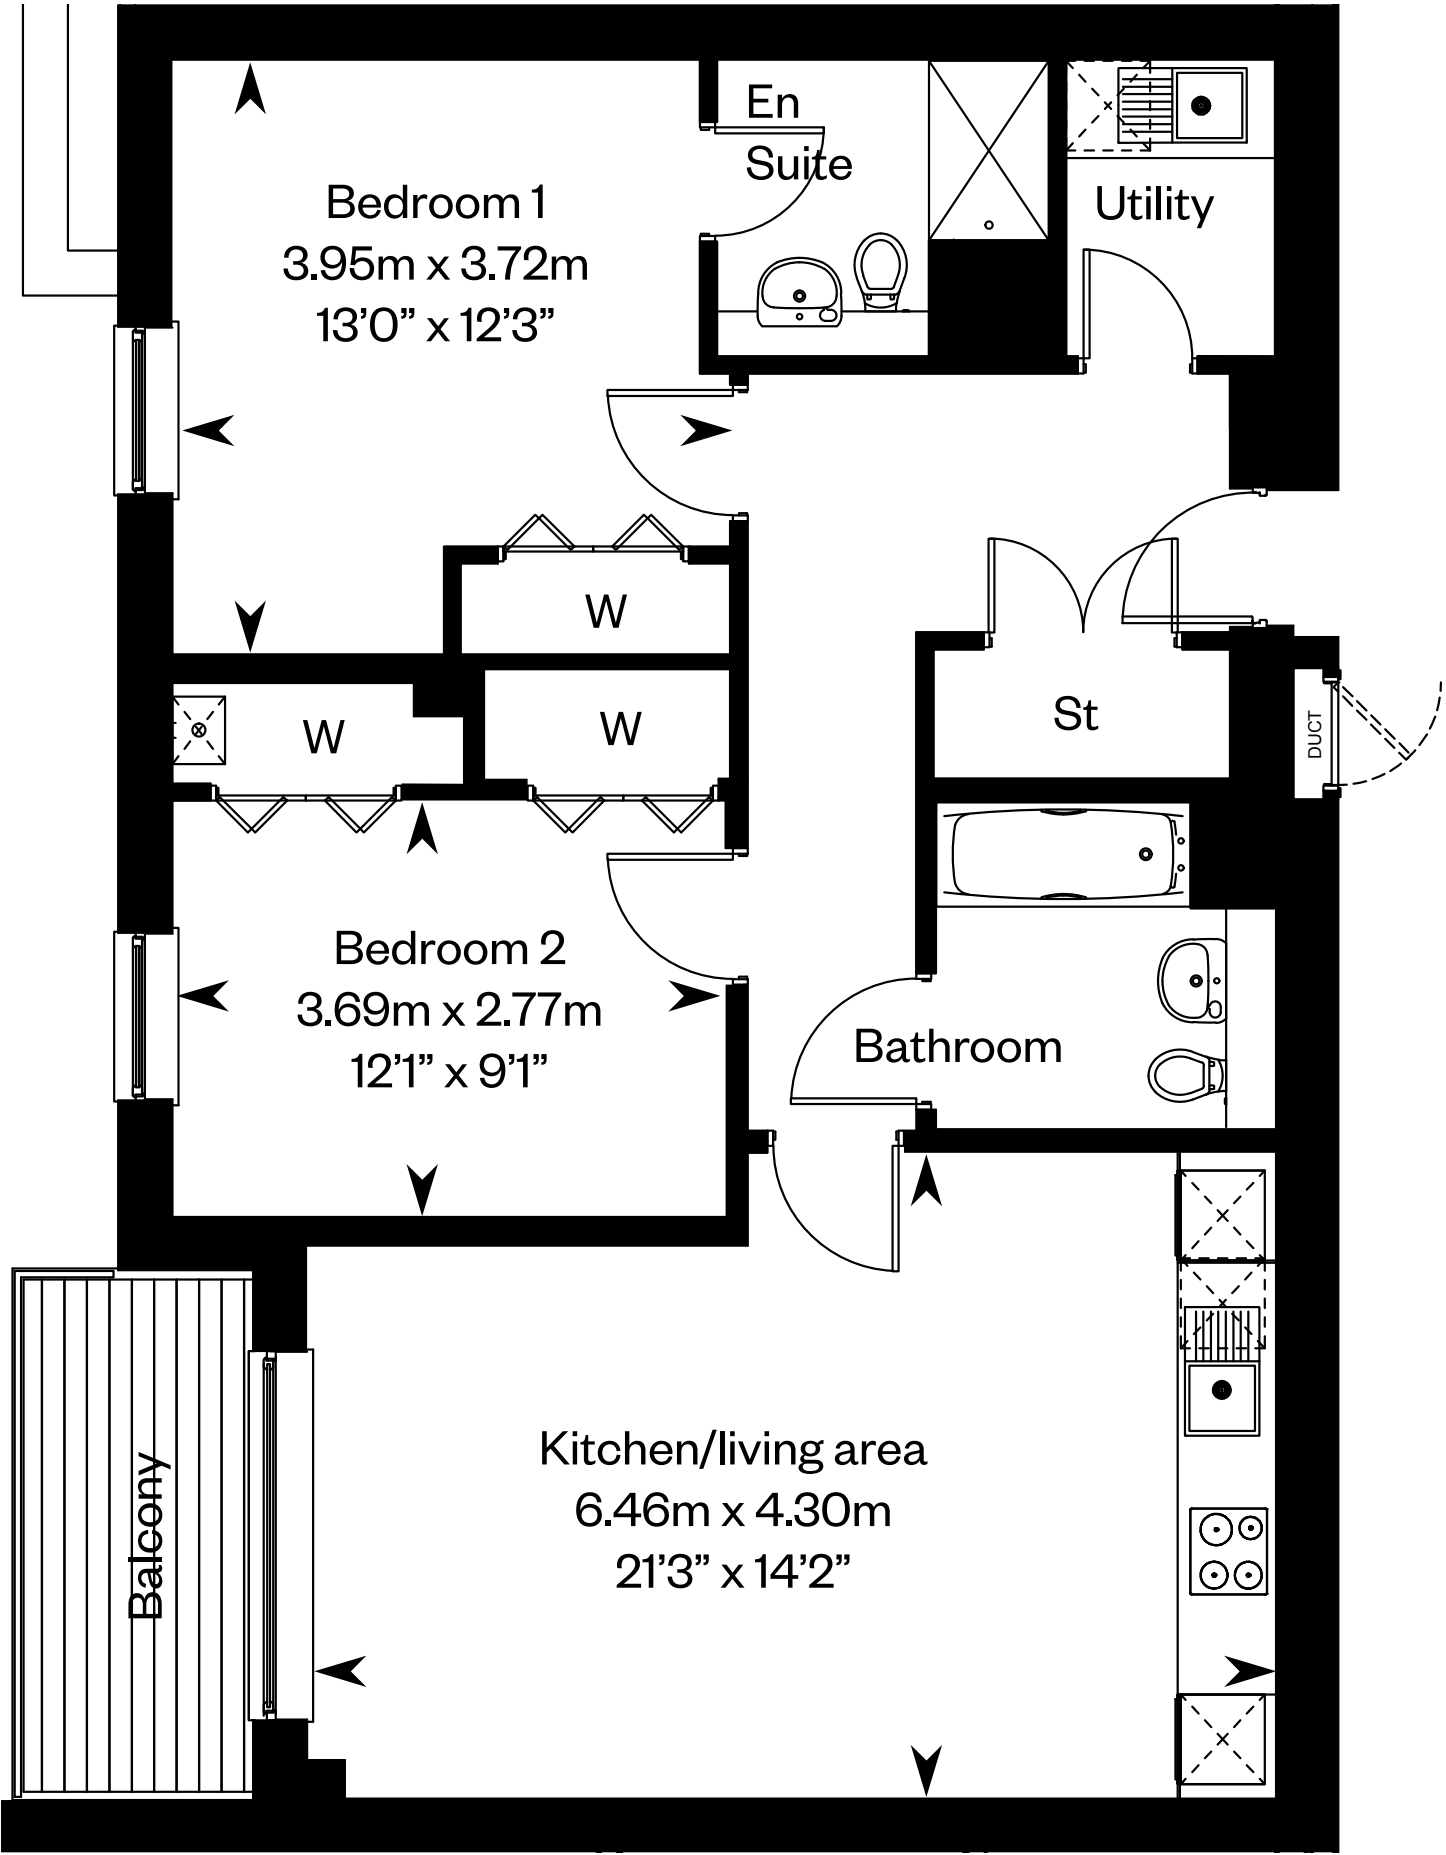 En
Suite
Utility
Bedroom 1
3.95m x 3.72m
13’0” x 12’3”
W
W
W
St
DUCT
Bedroom 2
3.69m x 2.77m
12’1” x 9’1”
Bathroom
Kitchen/living area
6.46m x 4.30m
21’3” x 14’2”
Balcony